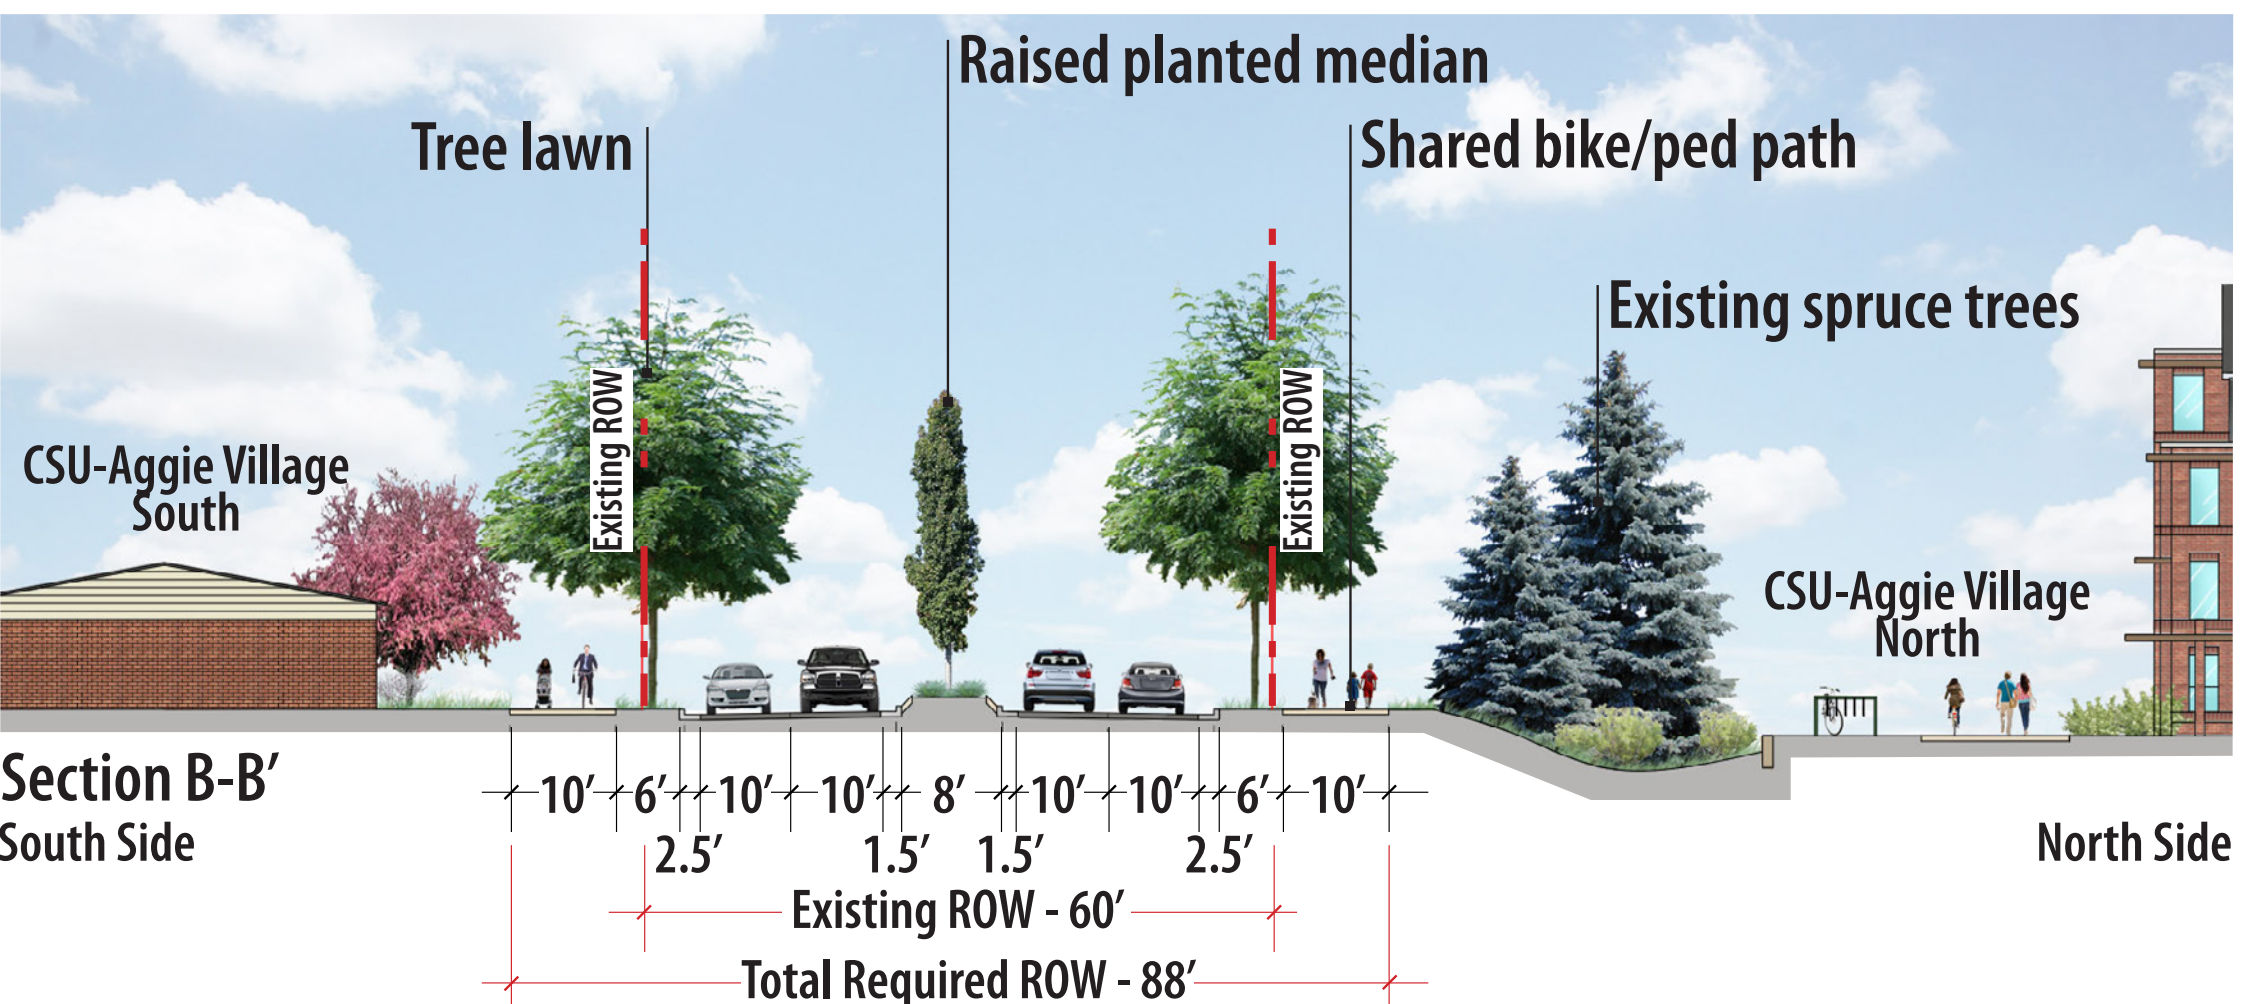 Raised planted median
Tree lawn
Shared bike/ped path
Existing spruce trees
Existing ROW
Existing ROW
CSU-Aggie Village
South
CSU-Aggie Village
North
Section B-B’
South Side
10’ 6’ 10’ 10’ 8’ 10’ 10’ 6’ 10’
2.5’ 1.5’ 1.5’ 2.5’
North Side
Existing ROW - 60’
Total Required ROW - 88’